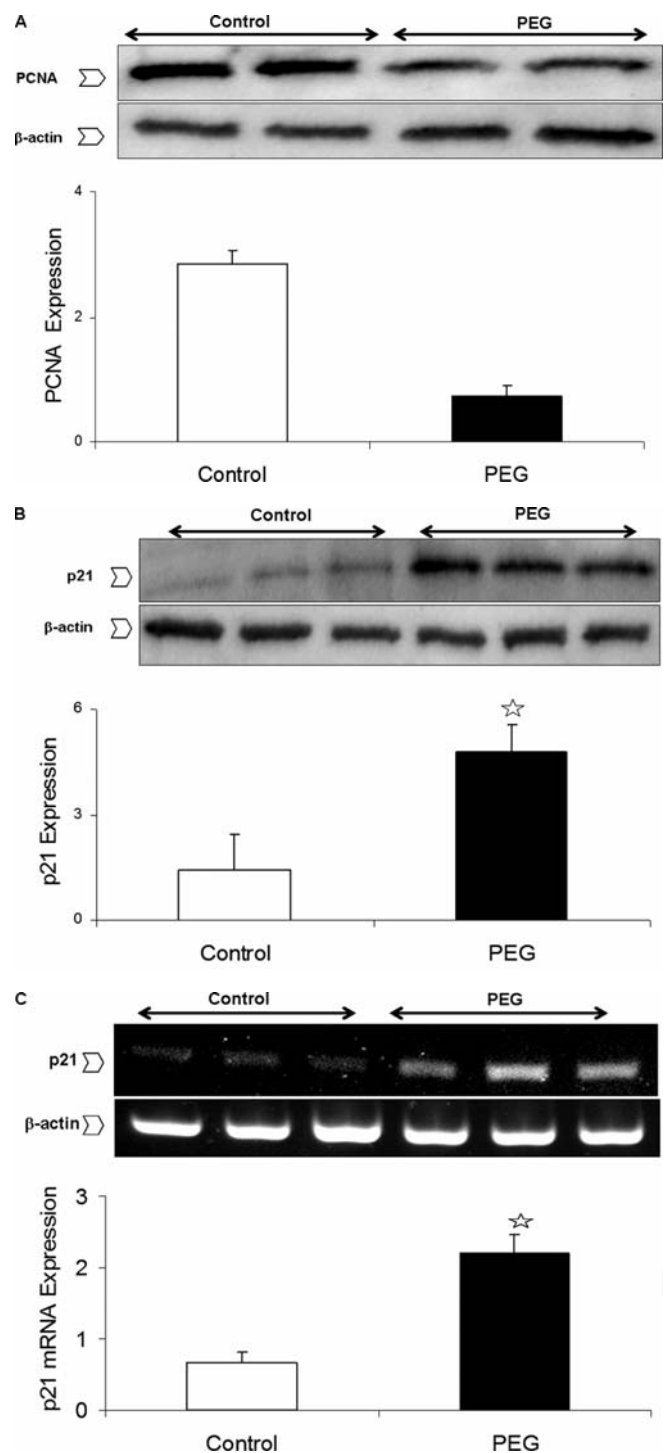 A
Control PEG
PCNA
β-actin
4
2
0
PCNA Expression
Control PEG
B
Control PEG
p21
β-actin
6
3
0
p21 Expression
Control PEG
C
Control PEG
p21
β-actin
3
2
1
0
p21 mRNA Expression
Control PEG